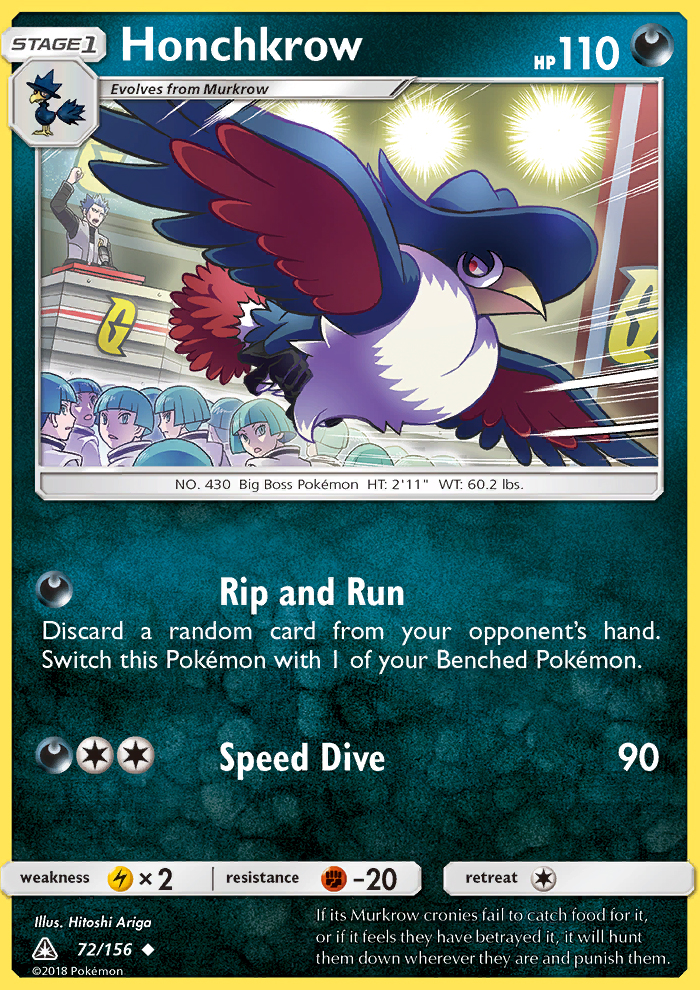 STAGE 1
Honchkrow
HP 110
Evolves from Murkrow
G
G
NO. 430 Big Boss Pokémon HT: 2'11" WT: 60.2 lbs.
Rip and Run
Discard a random card from your opponent's hand.
Switch this Pokémon with 1 of your Benched Pokémon.
Speed Dive 90
weakness ×2 resistance -20 retreat
Illus. Hitoshi Ariga
72/156
©2018 Pokémon
If its Murkrow cronies fail to catch food for it,
or if it feels they have betrayed it, it will hunt
them down wherever they are and punish them.